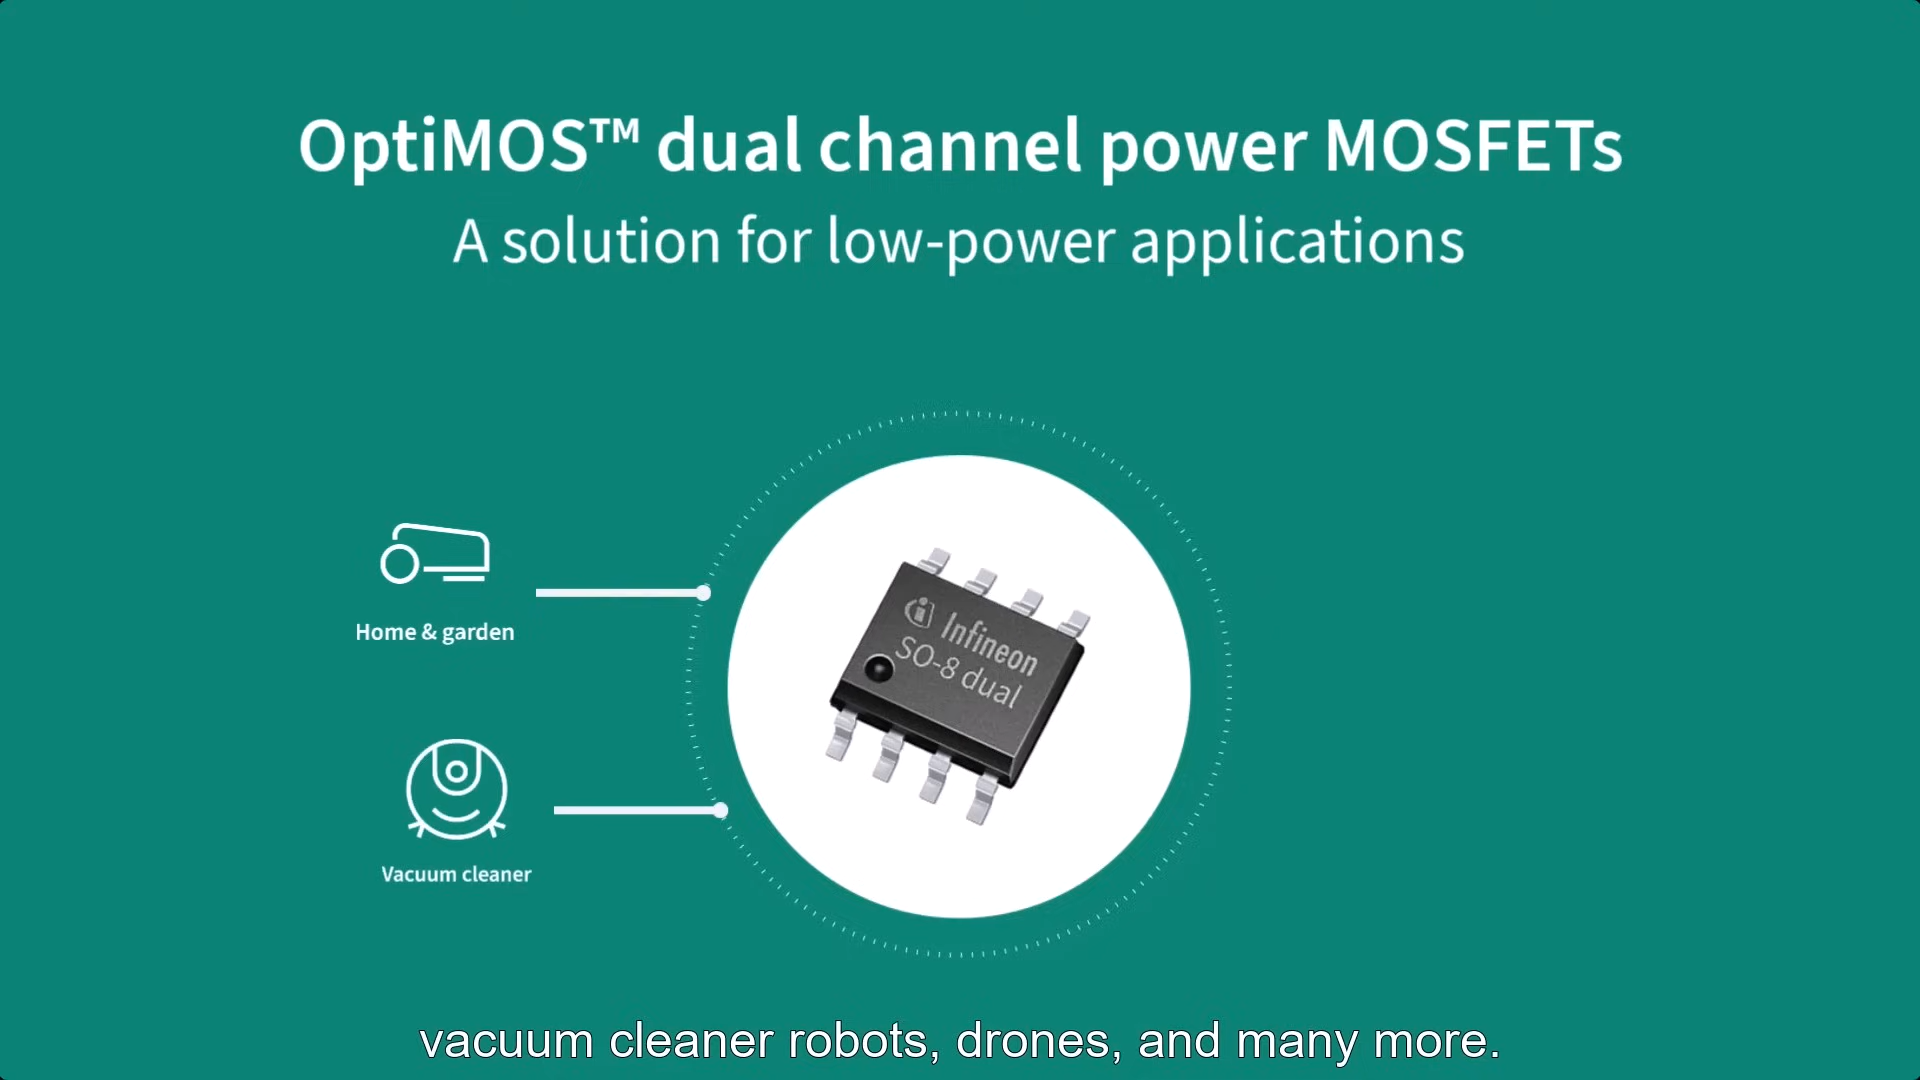 OptiMOS™ dual channel power MOSFETs
A solution for low-power applications
Home & garden
Infineon
SO-8 dual
Vacuum cleaner
vacuum cleaner robots, drones, and many more.